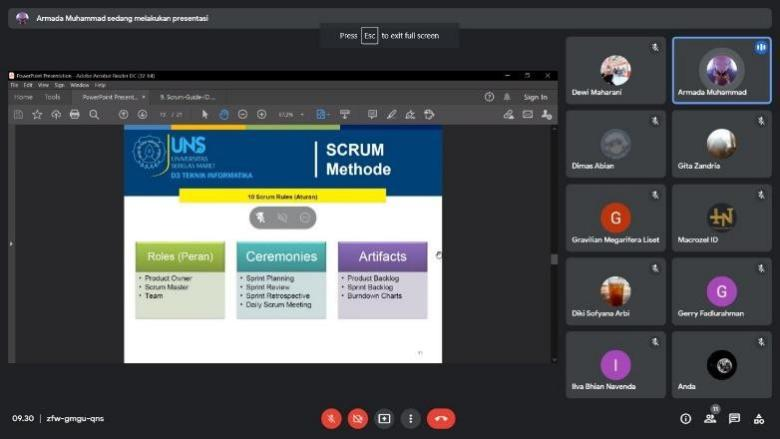 Armada Muhammad sedang melakukan presentasi
Press Esc to exit full screen
PowerPoint Presentation - Adobe Acrobat Reader DC (32-bit)
File Edit View Sign Window Help
Home Tools PowerPoint Present... × 9. Scrum-Guide-ID... Sign In
UNS
UNIVERSITAS
SEBELAS MARET
D3 TEKNIK INFORMATIKA
SCRUM
Methode
10 Scrum Rules (Aturan)
Roles (Peran)
• Product Owner
• Scrum Master
• Team
Ceremonies
• Sprint Planning
• Sprint Review
• Sprint Retrospective
• Daily Scrum Meeting
Artifacts
• Product Backlog
• Sprint Backlog
• Burndown Charts
Dewi Maharani
Armada Muhammad
Dimas Abian
Gita Zandria
G
Gravilian Megarifera Liset
Macrozel ID
Diki Sofyana Arbi
G
Gerry Fadlurahman
I
Ilva Bhian Navenda
Anda
09.30 | zfw-gmgu-qns
11